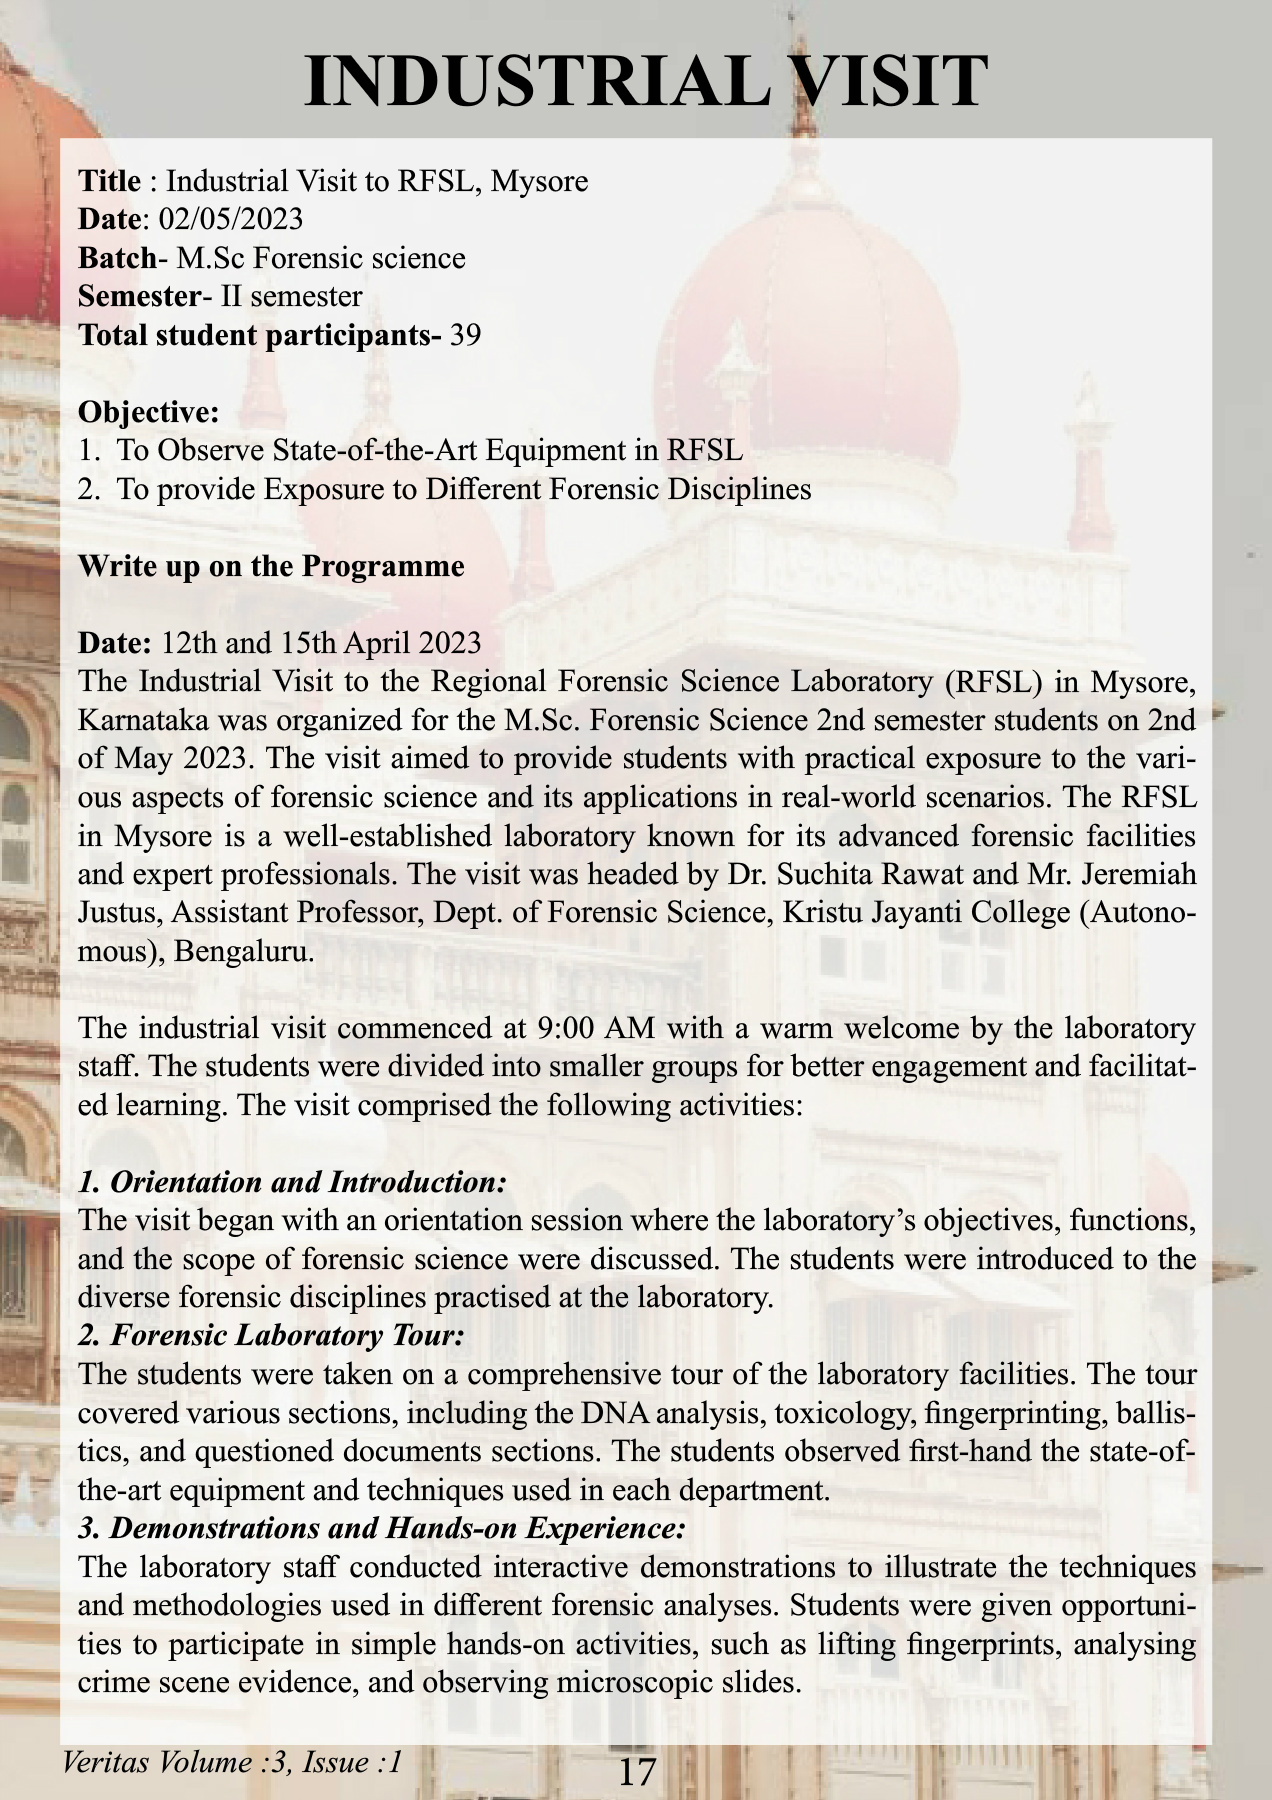 INDUSTRIAL VISIT
Title : Industrial Visit to RFSL, Mysore
Date: 02/05/2023
Batch- M.Sc Forensic science
Semester- II semester
Total student participants- 39
Objective:
1. To Observe State-of-the-Art Equipment in RFSL
2. To provide Exposure to Different Forensic Disciplines
Write up on the Programme
Date: 12th and 15th April 2023
The Industrial Visit to the Regional Forensic Science Laboratory (RFSL) in Mysore,
Karnataka was organized for the M.Sc. Forensic Science 2nd semester students on 2nd
of May 2023. The visit aimed to provide students with practical exposure to the vari-
ous aspects of forensic science and its applications in real-world scenarios. The RFSL
in Mysore is a well-established laboratory known for its advanced forensic facilities
and expert professionals. The visit was headed by Dr. Suchita Rawat and Mr. Jeremiah
Justus, Assistant Professor, Dept. of Forensic Science, Kristu Jayanti College (Autono-
mous), Bengaluru.
The industrial visit commenced at 9:00 AM with a warm welcome by the laboratory
staff. The students were divided into smaller groups for better engagement and facilitat-
ed learning. The visit comprised the following activities:
1. Orientation and Introduction:
The visit began with an orientation session where the laboratory’s objectives, functions,
and the scope of forensic science were discussed. The students were introduced to the
diverse forensic disciplines practised at the laboratory.
2. Forensic Laboratory Tour:
The students were taken on a comprehensive tour of the laboratory facilities. The tour
covered various sections, including the DNA analysis, toxicology, fingerprinting, ballis-
tics, and questioned documents sections. The students observed first-hand the state-of-
the-art equipment and techniques used in each department.
3. Demonstrations and Hands-on Experience:
The laboratory staff conducted interactive demonstrations to illustrate the techniques
and methodologies used in different forensic analyses. Students were given opportuni-
ties to participate in simple hands-on activities, such as lifting fingerprints, analysing
crime scene evidence, and observing microscopic slides.
Veritas Volume :3, Issue :1
17